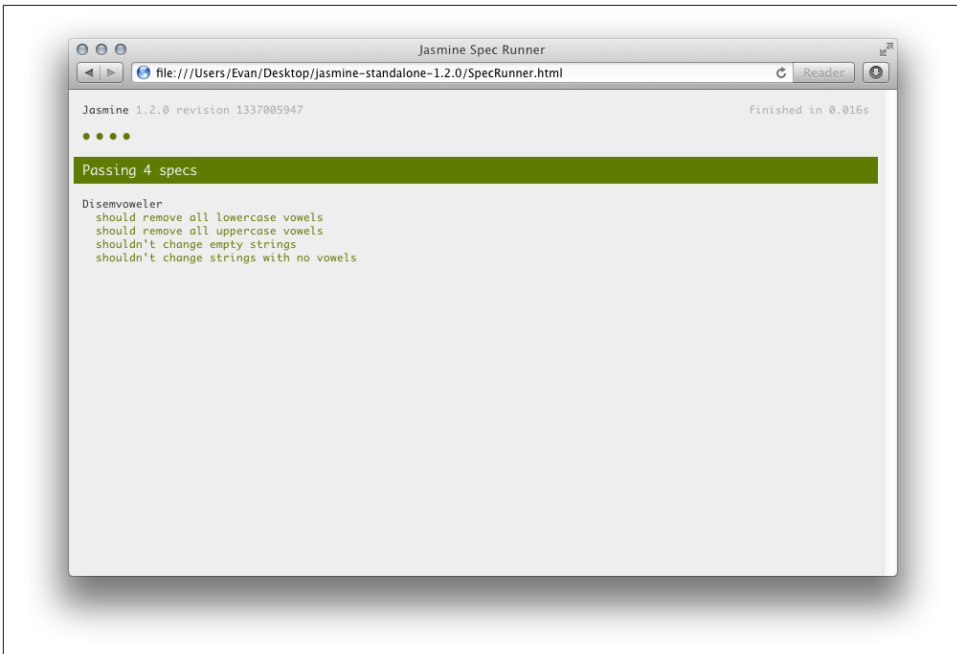 Jasmine Spec Runner
file:///Users/Evan/Desktop/jasmine-standalone-1.2.0/SpecRunner.html
Reader
Jasmine 1.2.0 revision 1337005947
finished in 0.016s
Passing 4 specs
Disemvoweler
should remove all lowercase vowels
should remove all uppercase vowels
shouldn't change empty strings
shouldn't change strings with no vowels